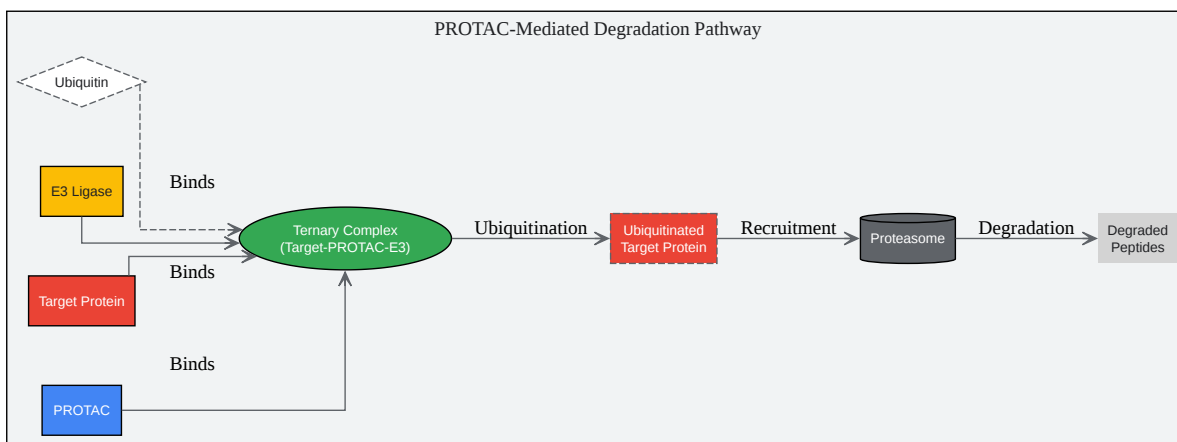 PROTAC-Mediated Degradation Pathway
Ubiquitin
E3 Ligase
Binds
Target Protein
Binds
PROTAC
Binds
Ternary Complex
(Target-PROTAC-E3)
Ubiquitination
Ubiquitinated
Target Protein
Recruitment
Proteasome
Degradation
Degraded
Peptides